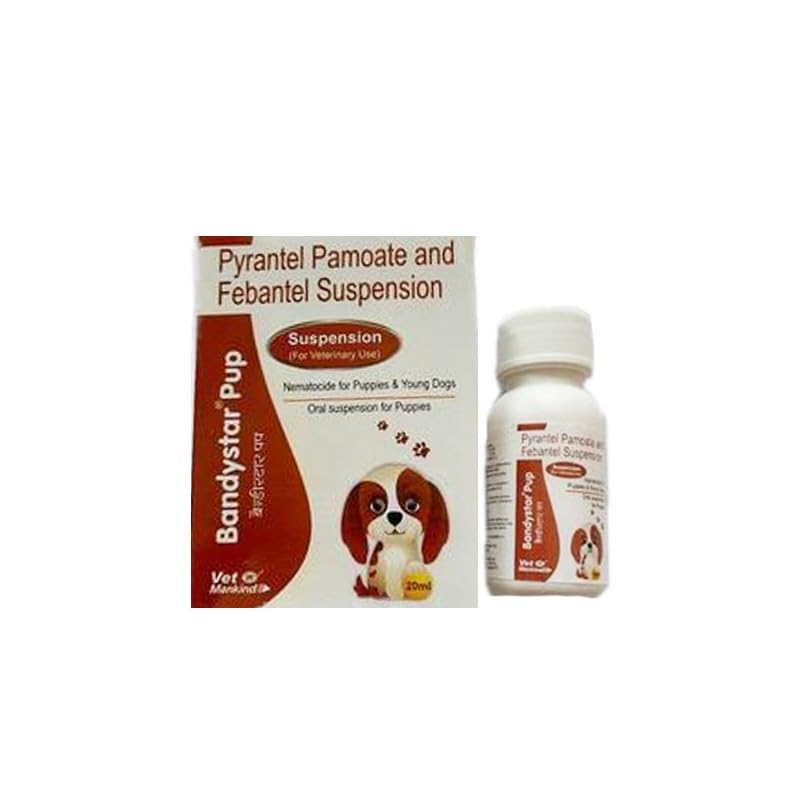 Pyrantel Pamoate and
Febantel Suspension
Suspension
(For Veterinary Use)
Nematocide for Puppies & Young Dogs
Oral suspension for Puppies
Bandystar® Pup
बैन्डीस्टार पप
20ml
Vet
Mankind
Pyrantel Pamoate and
Febantel Suspension
Bandystar® Pup
बैन्डीस्टार पप
Vet
Mankind